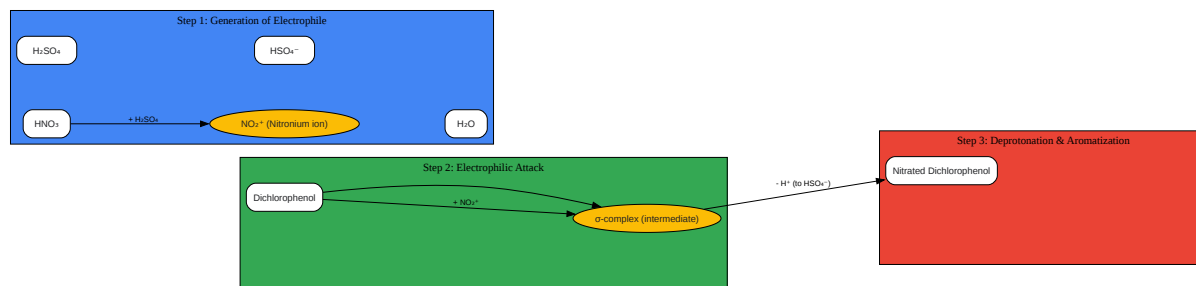 Step 1: Generation of Electrophile
H₂SO₄
HSO₄⁻
HNO₃
+ H₂SO₄
NO₂⁺ (Nitronium ion)
H₂O
Step 2: Electrophilic Attack
Dichlorophenol
+ NO₂⁺
σ-complex (intermediate)
- H⁺ (to HSO₄⁻)
Step 3: Deprotonation & Aromatization
Nitrated Dichlorophenol